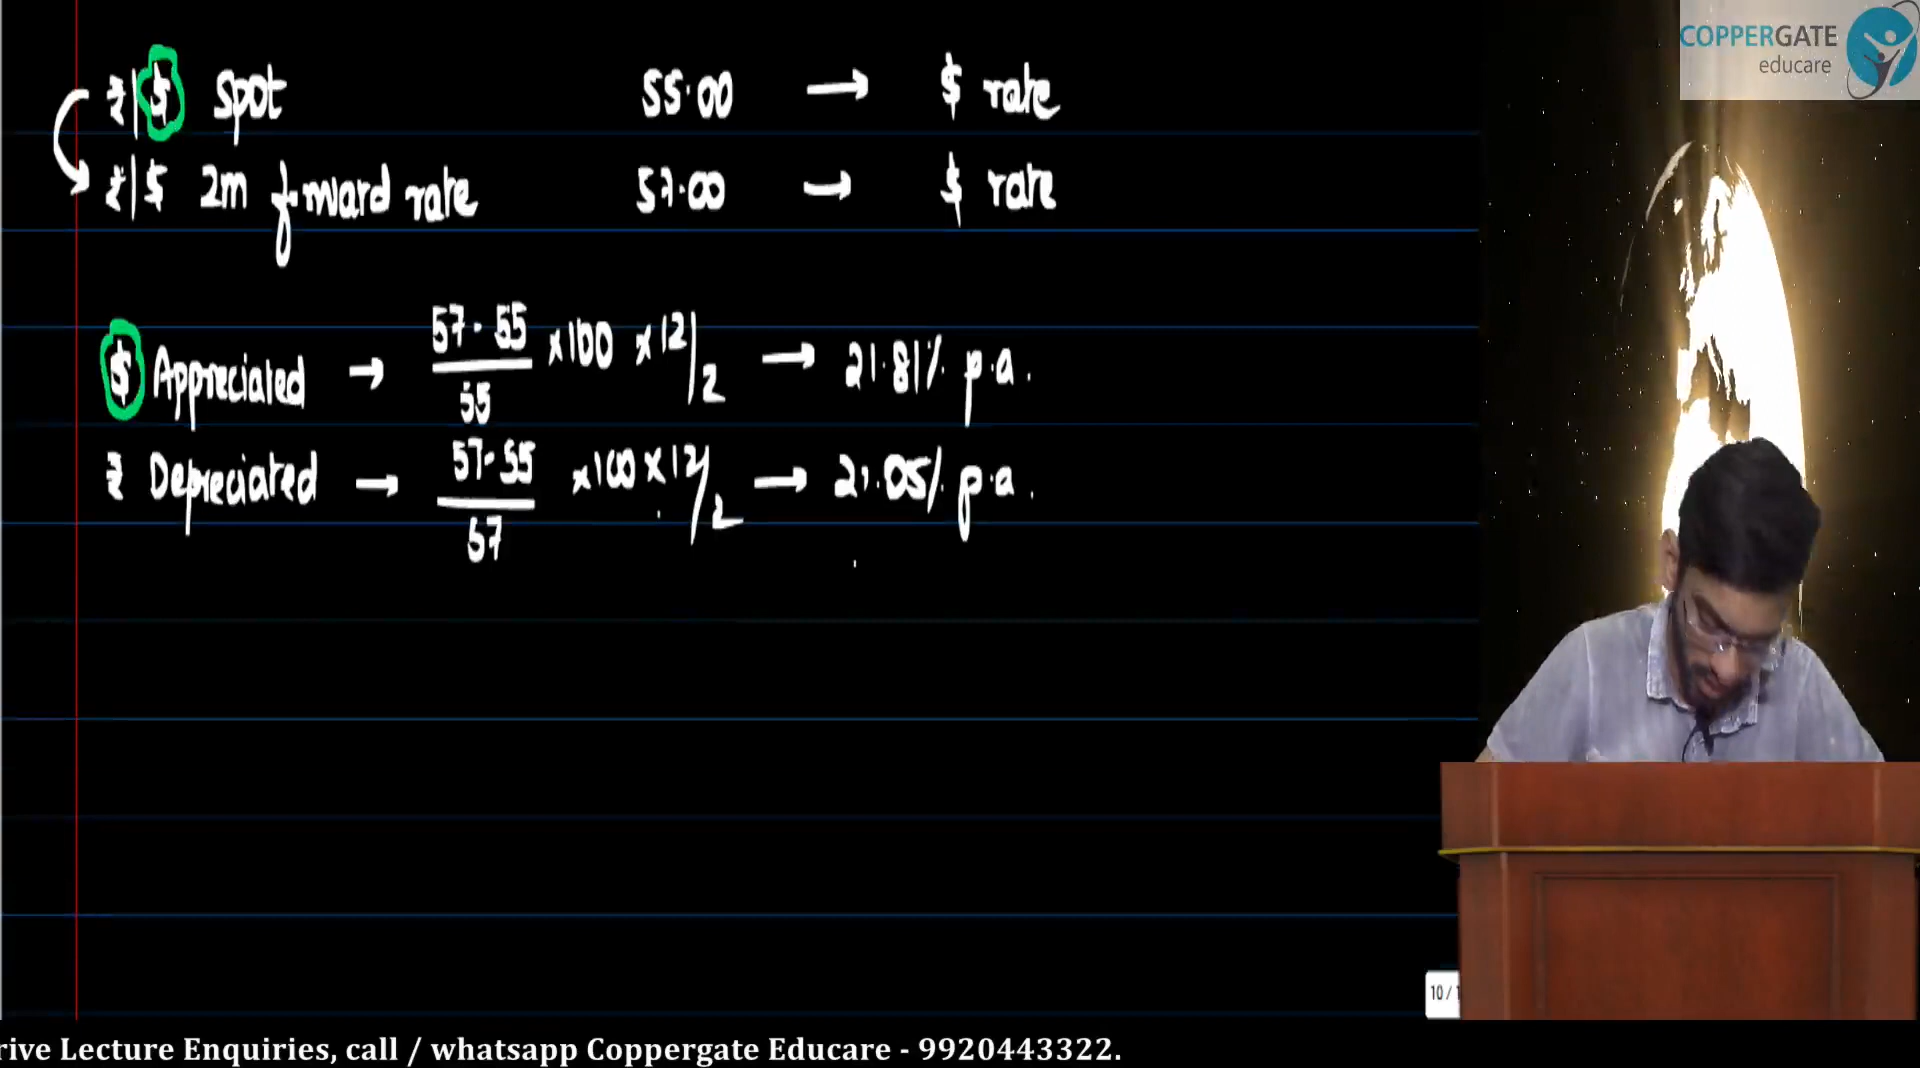 COPPERGATE
educare
₹|$ spot 55.00 → $ rate
₹|$ 2m forward rate 57.00 → $ rate
$ Appreciated → 57-55/55 ×100 ×12/2 → 21.81% p.a.
₹ Depreciated → 57-55/57 ×100×12/2 → 21.05% p.a.
10/1
rive Lecture Enquiries, call / whatsapp Coppergate Educare - 9920443322.